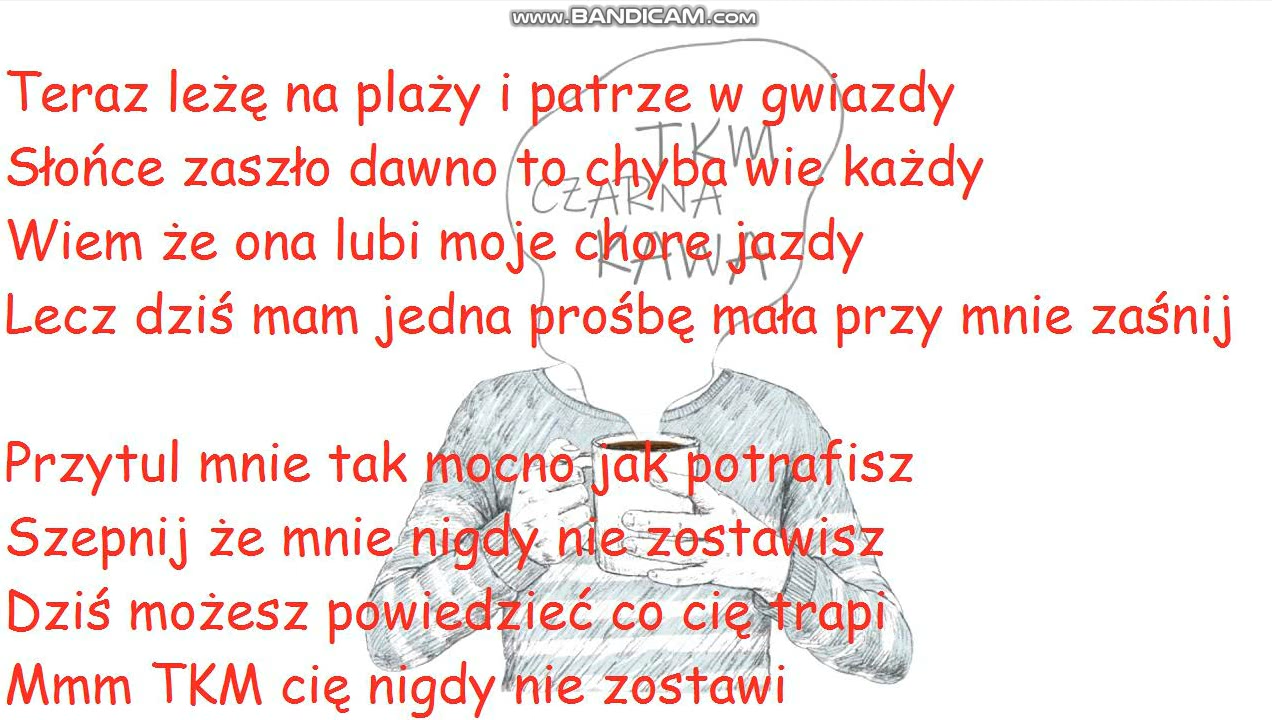 www.BANDICAM.com
Teraz leżę na plaży i patrze w gwiazdy
Słońce zaszło dawno to chyba wie każdy
Wiem że ona lubi moje chore jazdy
Lecz dziś mam jedna prośbę mała przy mnie zaśnij
TKM
CZARNA
KAWA
Przytul mnie tak mocno jak potrafisz
Szepnij że mnie nigdy nie zostawisz
Dziś możesz powiedzieć co cię trapi
Mmm TKM cię nigdy nie zostawi